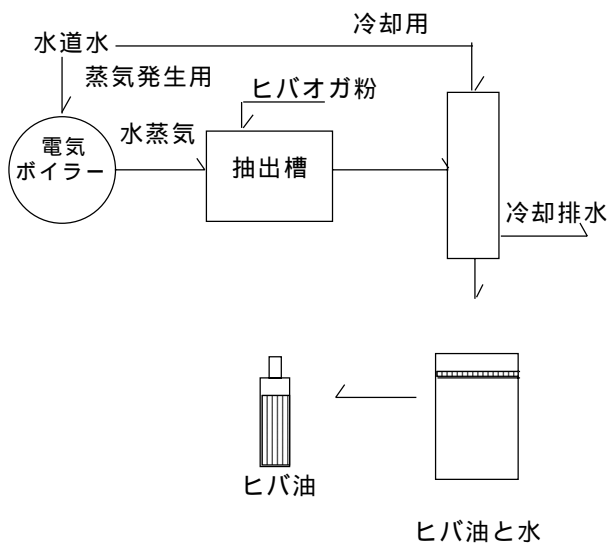 冷却用
水道水
蒸気発生用
ヒバオガ粉
水蒸気
電気
ボイラー
抽出槽
冷却排水
ヒバ油
ヒバ油と水